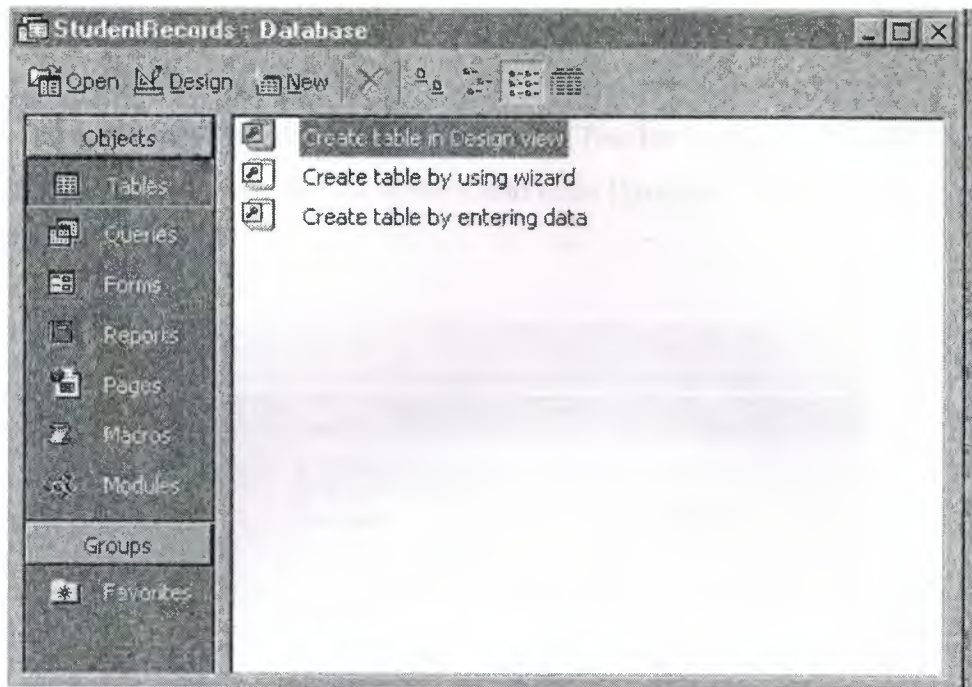 StudentRecords : Database
Open Design New
Objects
Tables
Queries
Forms
Reports
Pages
Macros
Modules
Groups
Favorites
Create table in Design view
Create table by using wizard
Create table by entering data